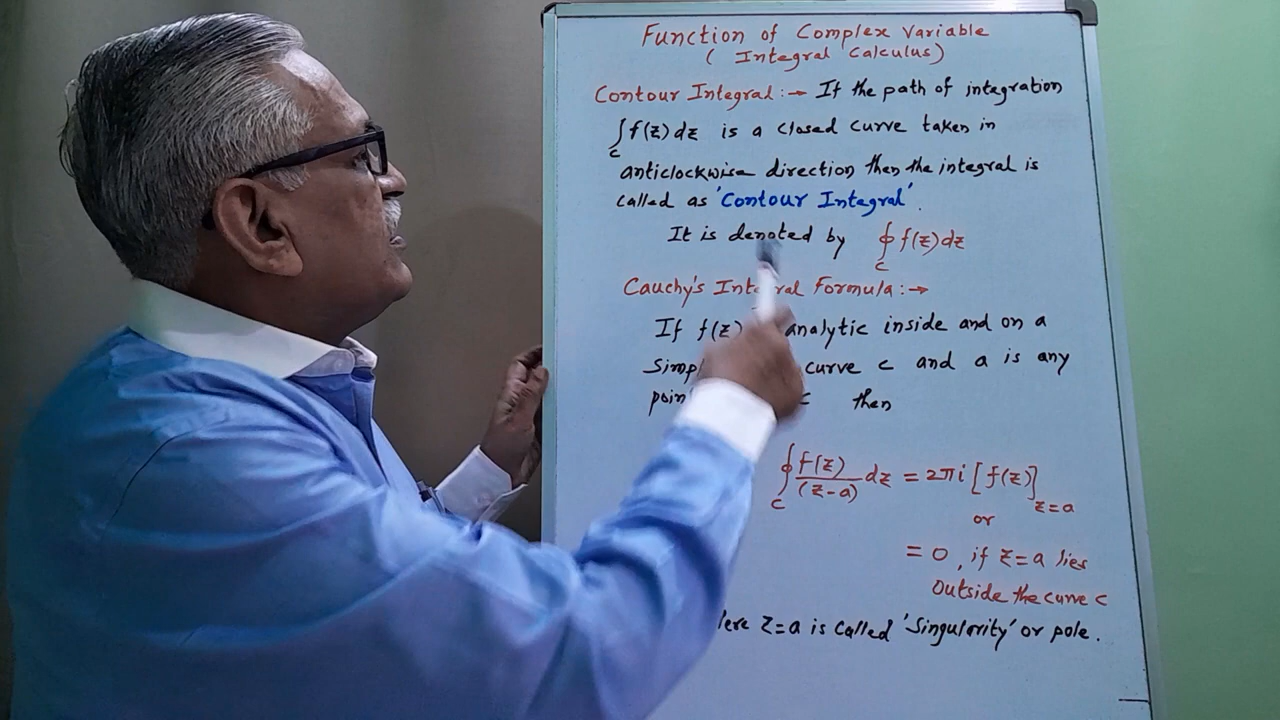 Function of Complex Variable
( Integral Calculus)
Contour Integral :→ If the path of integration
∫_C f(z) dz is a closed curve taken in
anticlockwise direction then the integral is
called as 'Contour Integral'.
It is denoted by ∮_C f(z) dz
Cauchy's Integral Formula :→
If f(z) analytic inside and on a
curve c and a is any
then
∮_C f(z)/(z-a) dz = 2πi [f(z)]_{z=a}
or
= 0, if z=a lies
outside the curve c
z=a is called 'Singularity' or pole.